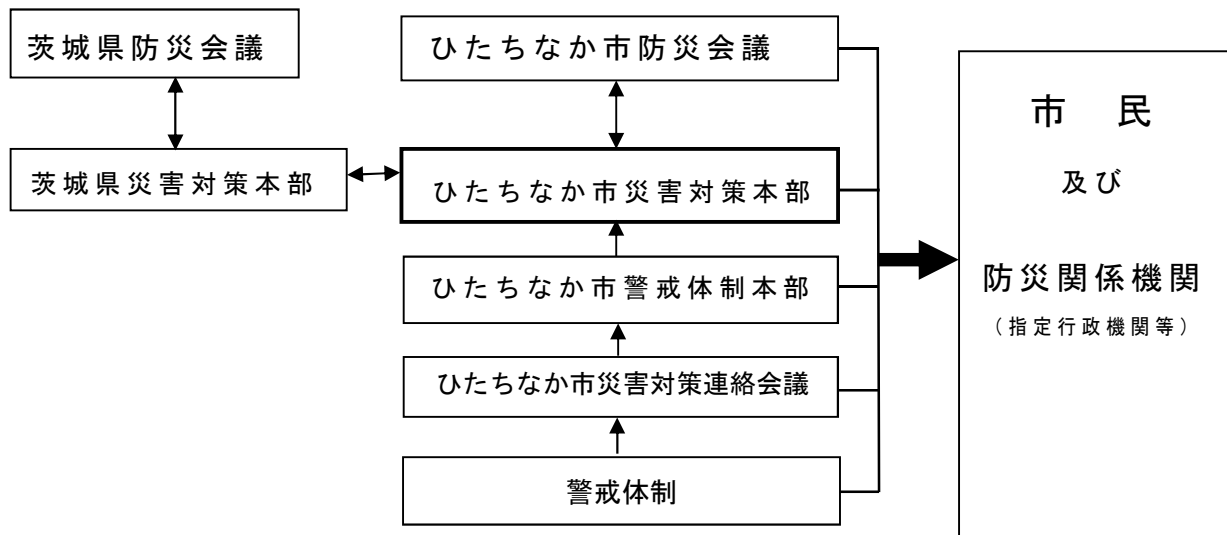 茨城県防災会議
ひたちなか市防災会議
茨城県災害対策本部
ひたちなか市災害対策本部
ひたちなか市警戒体制本部
ひたちなか市災害対策連絡会議
警戒体制
市　民
及び
防災関係機関
（指定行政機関等）